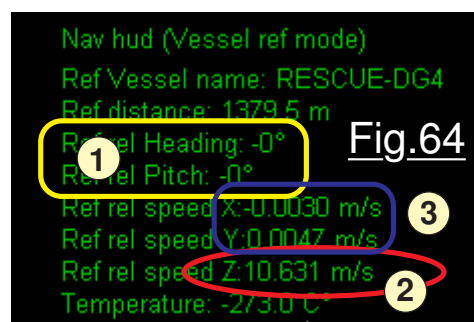 Nav hud (Vessel ref mode)
Ref Vessel name: RESCUE-DG4
Ref distance: 1379.5 m
Fig.64
Ref rel Heading: -0°
1
Ref rel Pitch: -0°
Ref rel speed X:-0.0030 m/s
3
Ref rel speed Y:0.0047 m/s
Ref rel speed Z:10.631 m/s
2
Temperature: -273.0 C°